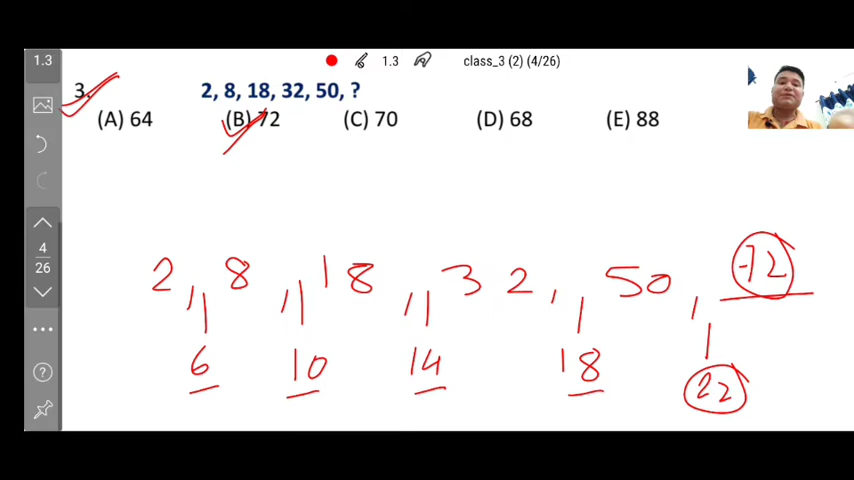 1.3
1.3
class_3 (2) (4/26)
3.
2, 8, 18, 32, 50, ?
(A) 64
(B) 72
(C) 70
(D) 68
(E) 88
4
26
2, 8, 18, 32, 50, 72
6 10 14 18 22